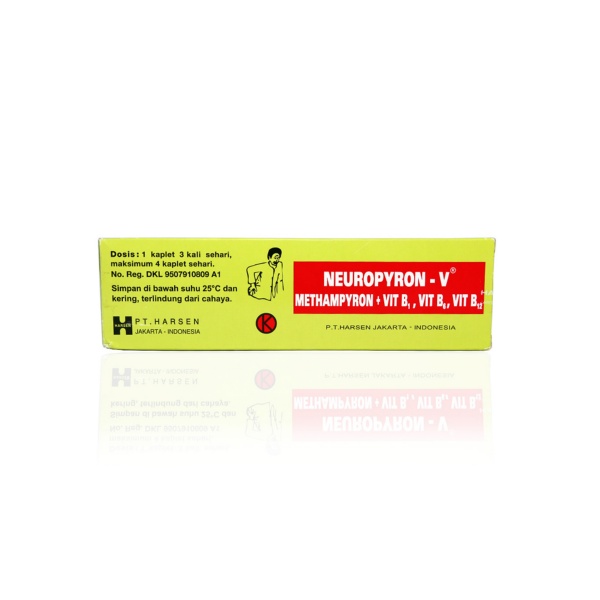 Dosis : 1 kaplet 3 kali sehari,
maksimum 4 kaplet sehari.
No. Reg. DKL 9507910809 A1
Simpan di bawah suhu 25°C dan
kering, terlindung dari cahaya.
H
HARSEN
PT. HARSEN
JAKARTA - INDONESIA
K
NEUROPYRON - V®
METHAMPYRON + VIT B1 , VIT B6, VIT B12
P.T.HARSEN JAKARTA - INDONESIA